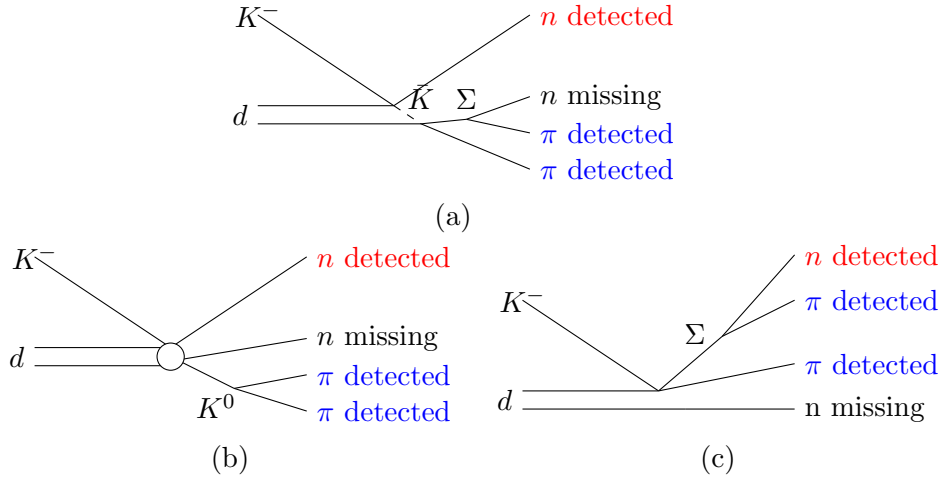 K⁻
n detected
d
K̄
Σ
n missing
π detected
π detected
(a)
K⁻
n detected
d
n missing
π detected
K⁰
π detected
(b)
K⁻
n detected
π detected
Σ
π detected
d
n missing
(c)